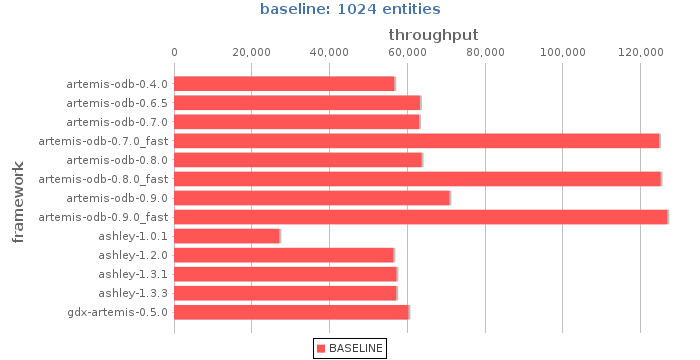 baseline: 1024 entities
throughput
0 20,000 40,000 60,000 80,000 100,000 120,000
framework
artemis-odb-0.4.0
artemis-odb-0.6.5
artemis-odb-0.7.0
artemis-odb-0.7.0_fast
artemis-odb-0.8.0
artemis-odb-0.8.0_fast
artemis-odb-0.9.0
artemis-odb-0.9.0_fast
ashley-1.0.1
ashley-1.2.0
ashley-1.3.1
ashley-1.3.3
gdx-artemis-0.5.0
BASELINE